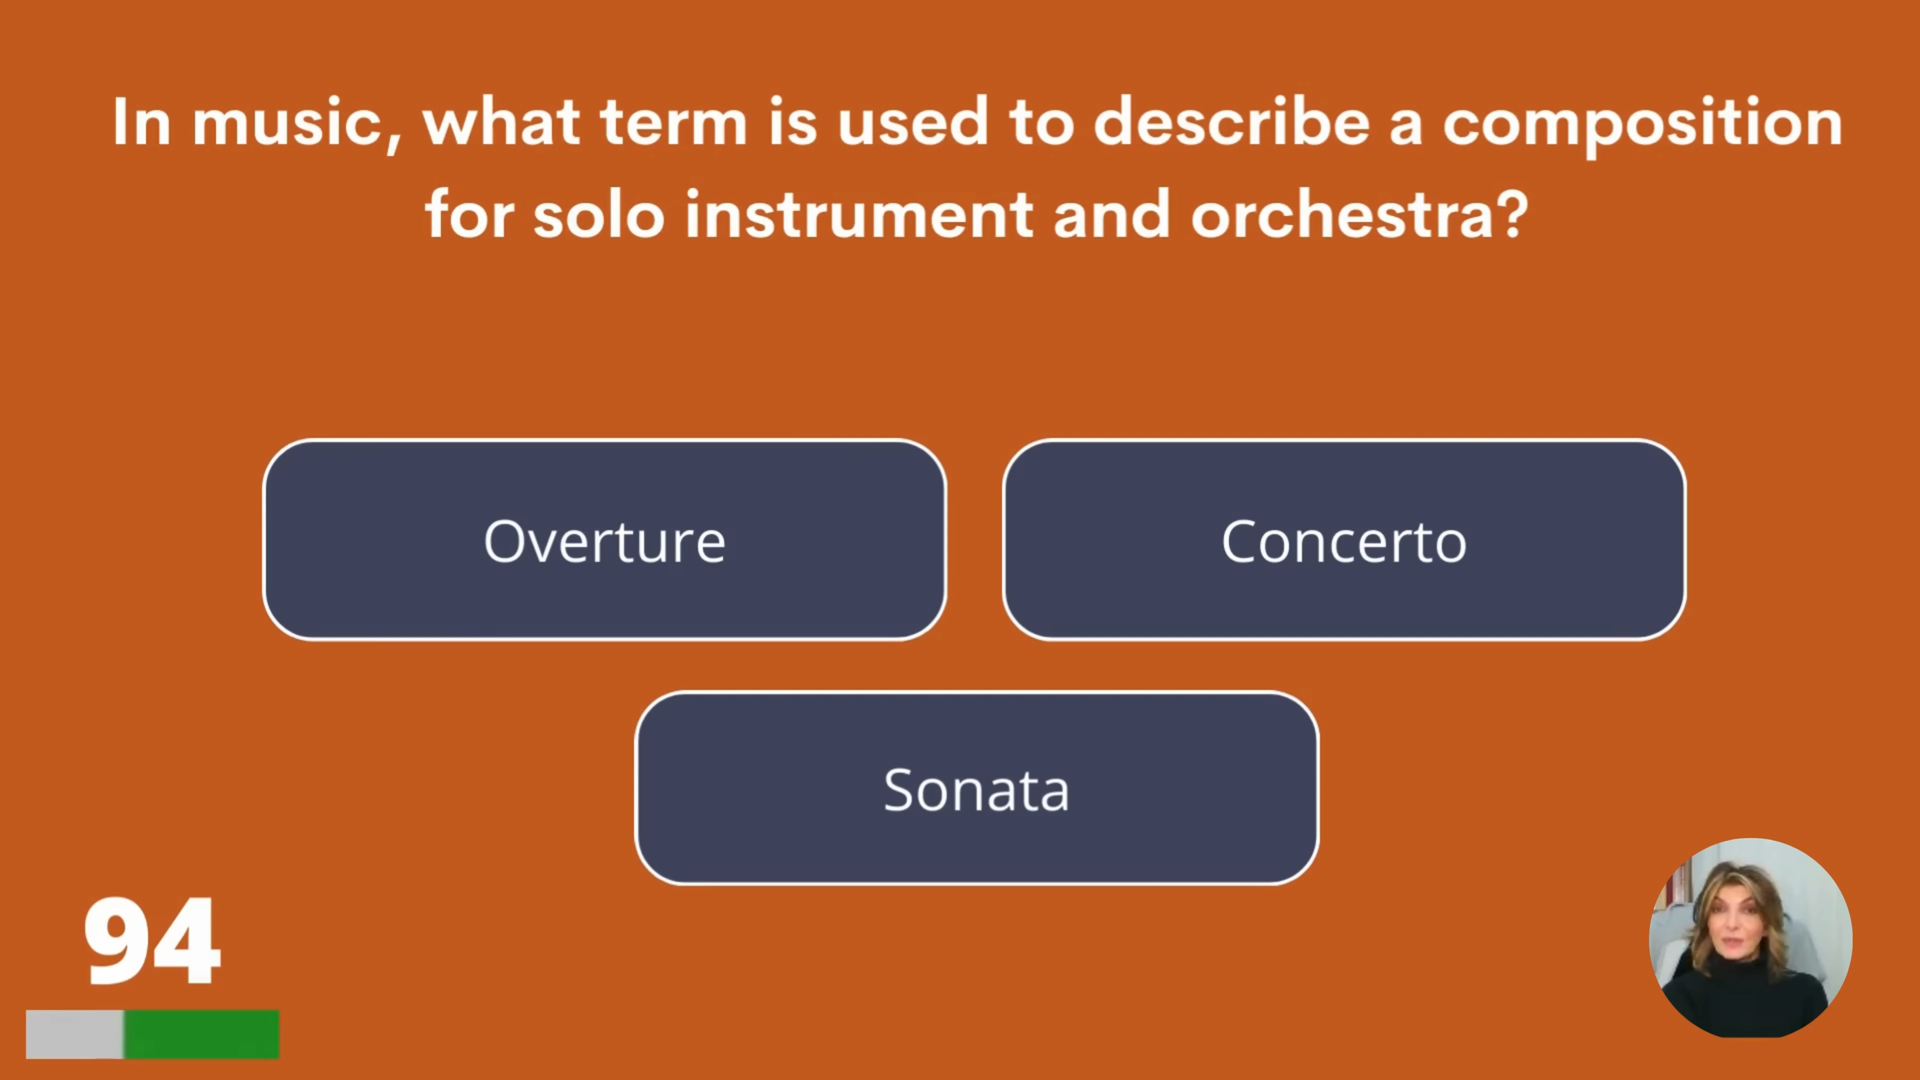 In music, what term is used to describe a composition
for solo instrument and orchestra?
Overture
Concerto
Sonata
94